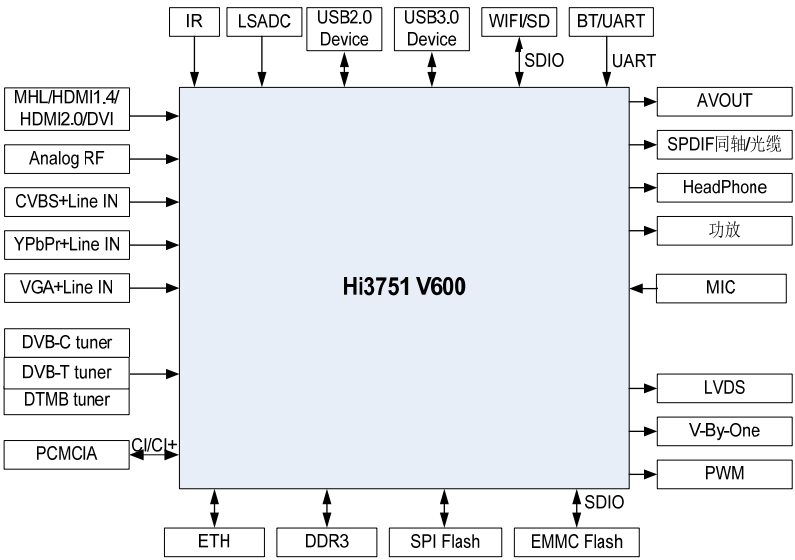 IR
LSADC
USB2.0
Device
USB3.0
Device
WIFI/SD
BT/UART
SDIO
UART
MHL/HDMI1.4/
HDMI2.0/DVI
Analog RF
CVBS+Line IN
YPbPr+Line IN
VGA+Line IN
DVB-C tuner
DVB-T tuner
DTMB tuner
PCMCIA
CI/CI+
Hi3751 V600
AVOUT
SPDIF同轴/光缆
HeadPhone
功放
MIC
LVDS
V-By-One
PWM
SDIO
ETH
DDR3
SPI Flash
EMMC Flash